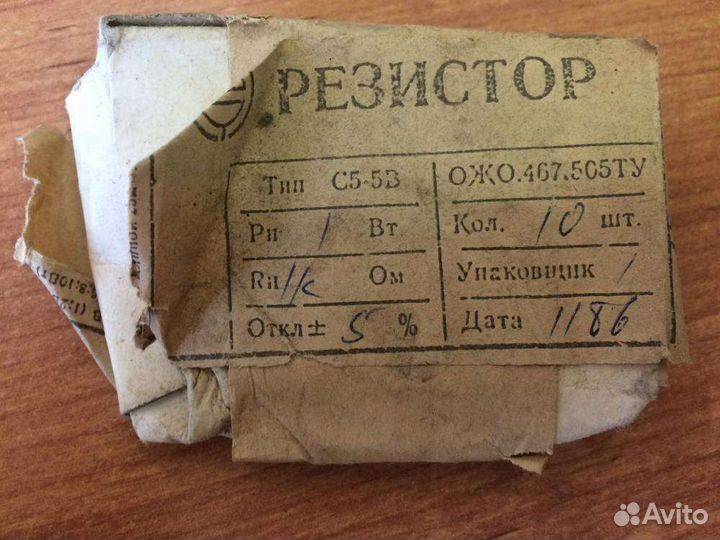 РЕЗИСТОР
Тип С5-5В
ОЖО.467.505ТУ
Рн 1 Вт
Кол. 10 шт.
Rн 1к Ом
Упаковщик 1
Откл ± 5 %
Дата 1186
Avito